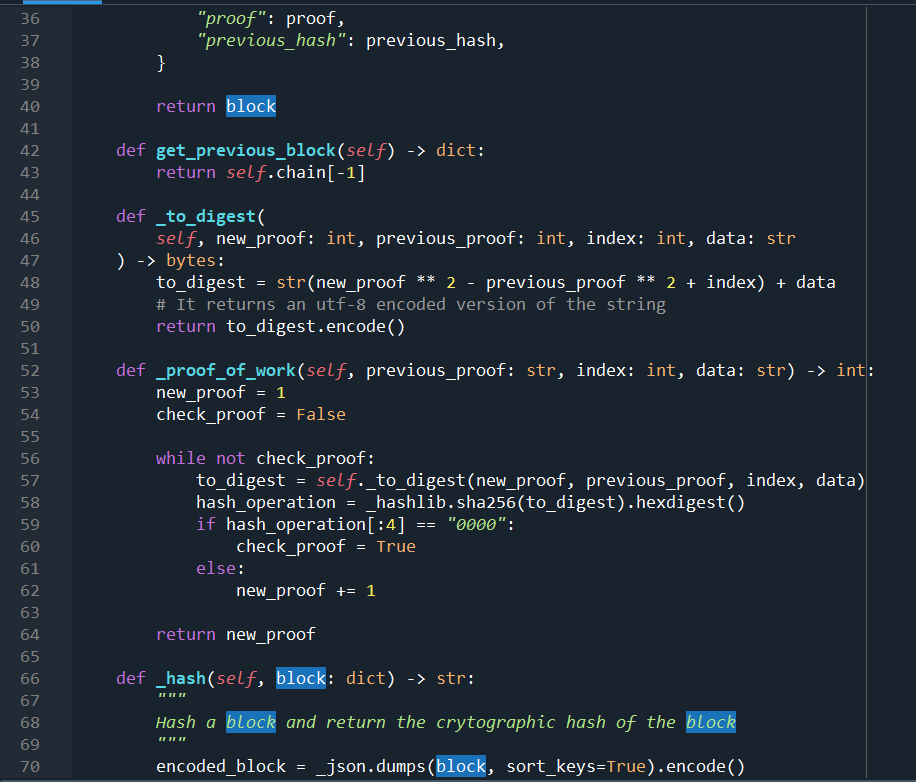 36             "proof": proof,
37             "previous_hash": previous_hash,
38         }
39
40         return block
41
42     def get_previous_block(self) -> dict:
43         return self.chain[-1]
44
45     def _to_digest(
46         self, new_proof: int, previous_proof: int, index: int, data: str
47     ) -> bytes:
48         to_digest = str(new_proof ** 2 - previous_proof ** 2 + index) + data
49         # It returns an utf-8 encoded version of the string
50         return to_digest.encode()
51
52     def _proof_of_work(self, previous_proof: str, index: int, data: str) -> int:
53         new_proof = 1
54         check_proof = False
55
56         while not check_proof:
57             to_digest = self._to_digest(new_proof, previous_proof, index, data)
58             hash_operation = _hashlib.sha256(to_digest).hexdigest()
59             if hash_operation[:4] == "0000":
60                 check_proof = True
61             else:
62                 new_proof += 1
63
64         return new_proof
65
66     def _hash(self, block: dict) -> str:
67         """
68         Hash a block and return the crytographic hash of the block
69         """
70         encoded_block = _json.dumps(block, sort_keys=True).encode()